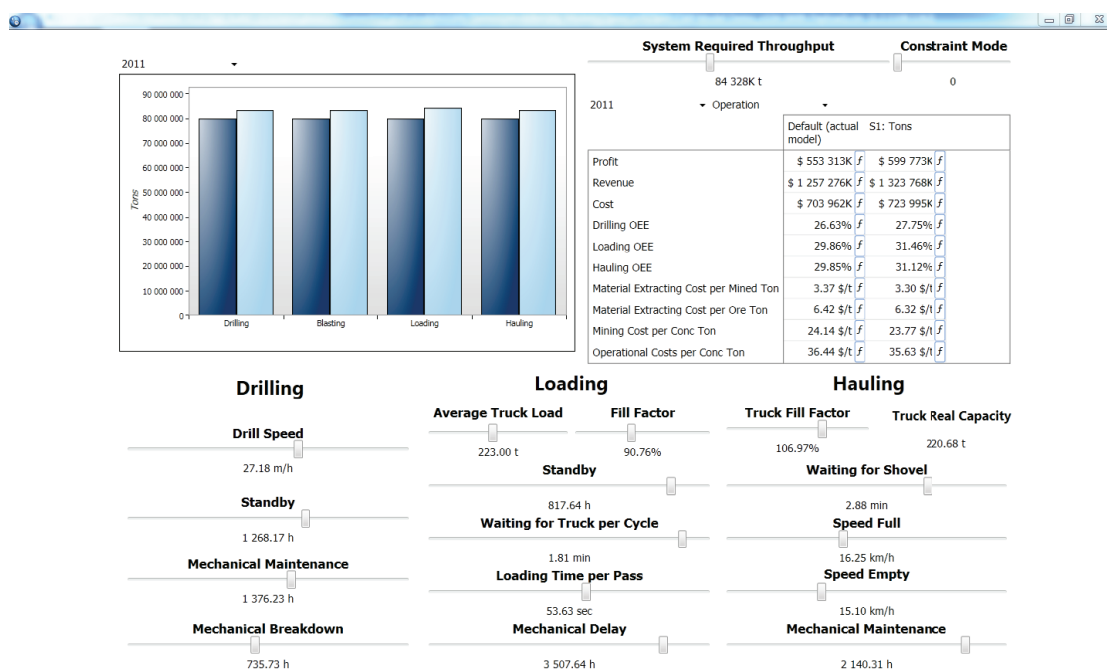 System Required Throughput
Constraint Mode
84 328K t
0
2011
90 000 000
80 000 000
70 000 000
60 000 000
50 000 000
40 000 000
30 000 000
20 000 000
10 000 000
0
Tons
Drilling Blasting Loading Hauling
2011 Operation
Default (actual model) S1: Tons
Profit $ 553 313K f $ 599 773K f
Revenue $ 1 257 276K f $ 1 323 768K f
Cost $ 703 962K f $ 723 995K f
Drilling OEE 26.63% f 27.75% f
Loading OEE 29.86% f 31.46% f
Hauling OEE 29.85% f 31.12% f
Material Extracting Cost per Mined Ton 3.37 $/t f 3.30 $/t f
Material Extracting Cost per Ore Ton 6.42 $/t f 6.32 $/t f
Mining Cost per Conc Ton 24.14 $/t f 23.77 $/t f
Operational Costs per Conc Ton 36.44 $/t f 35.63 $/t f
Drilling
Drill Speed
27.18 m/h
Standby
1 268.17 h
Mechanical Maintenance
1 376.23 h
Mechanical Breakdown
735.73 h
Loading
Average Truck Load
223.00 t
Fill Factor
90.76%
Standby
817.64 h
Waiting for Truck per Cycle
1.81 min
Loading Time per Pass
53.63 sec
Mechanical Delay
3 507.64 h
Hauling
Truck Fill Factor
106.97%
Truck Real Capacity
220.68 t
Waiting for Shovel
2.88 min
Speed Full
16.25 km/h
Speed Empty
15.10 km/h
Mechanical Maintenance
2 140.31 h